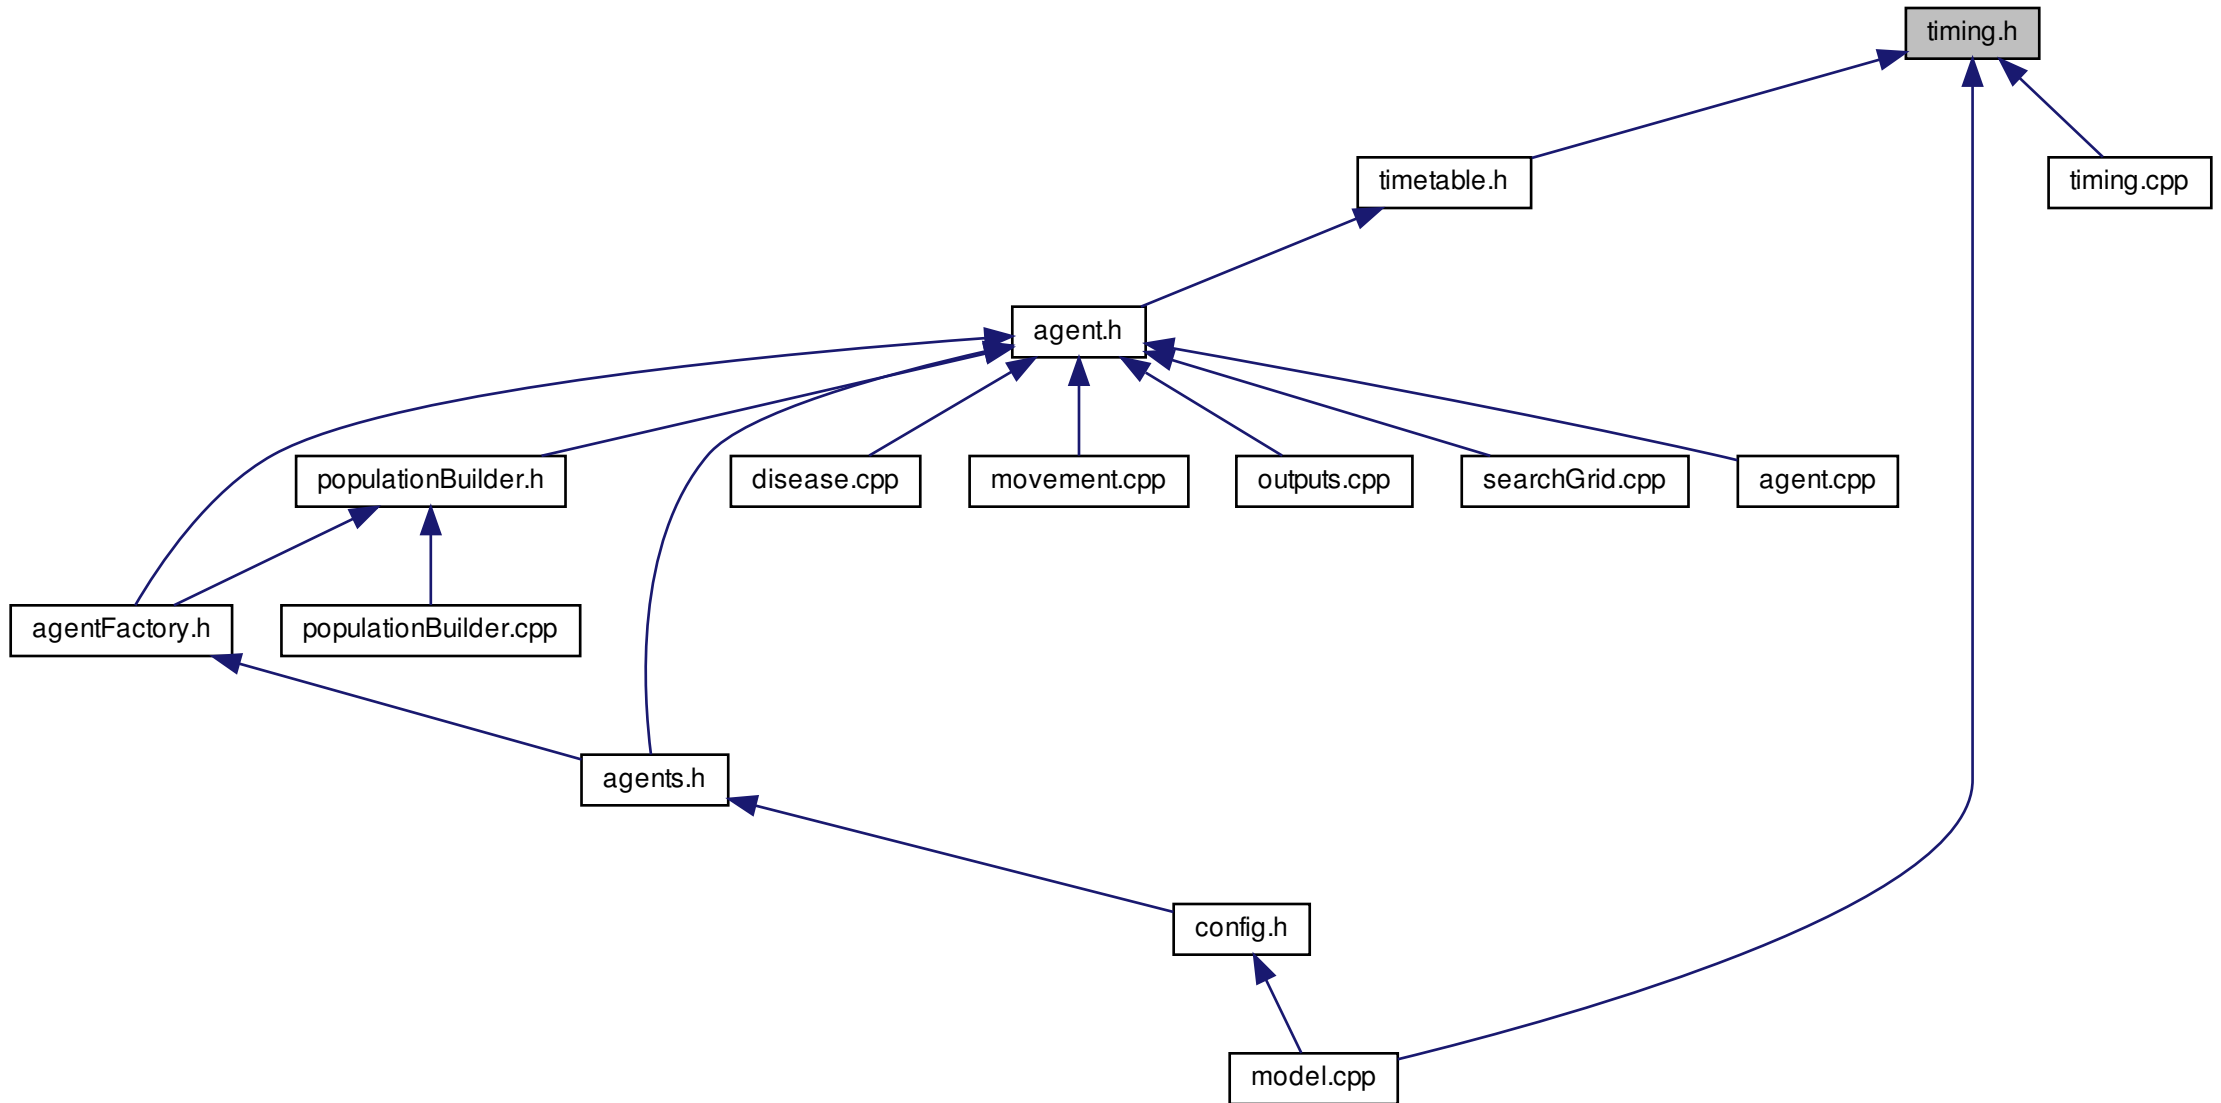 timing.h
timetable.h
timing.cpp
agent.h
populationBuilder.h
disease.cpp
movement.cpp
outputs.cpp
searchGrid.cpp
agent.cpp
agentFactory.h
populationBuilder.cpp
agents.h
config.h
model.cpp